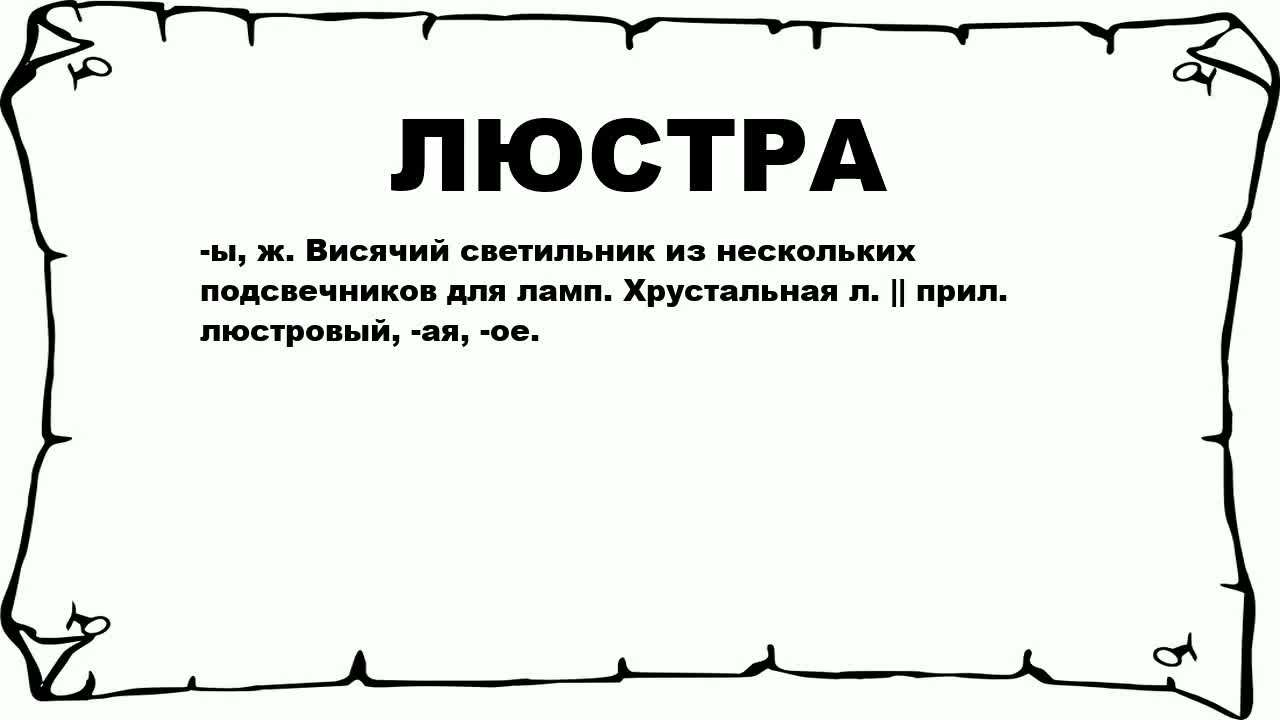 ЛЮСТРА
-ы, ж. Висячий светильник из нескольких
подсвечников для ламп. Хрустальная л. || прил.
люстровый, -ая, -ое.